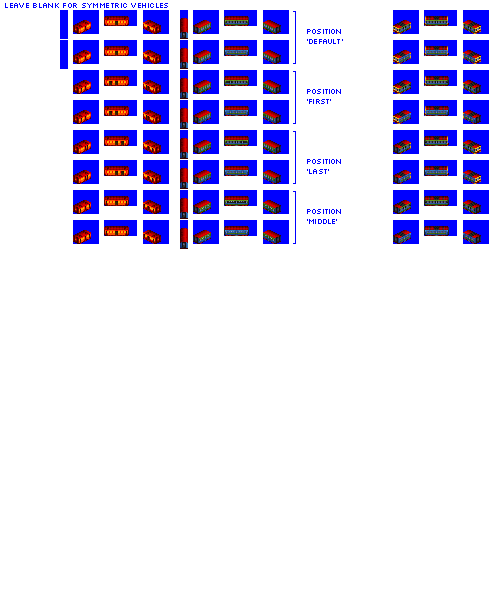 LEAVE BLANK FOR SYMMETRIC VEHICLES
POSITION
'DEFAULT'
POSITION
'FIRST'
POSITION
'LAST'
POSITION
'MIDDLE'